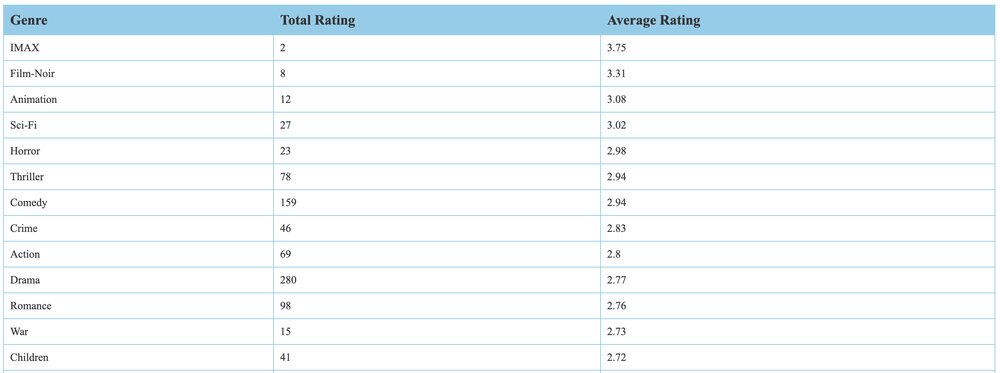 Genre Total Rating Average Rating
IMAX 2 3.75
Film-Noir 8 3.31
Animation 12 3.08
Sci-Fi 27 3.02
Horror 23 2.98
Thriller 78 2.94
Comedy 159 2.94
Crime 46 2.83
Action 69 2.8
Drama 280 2.77
Romance 98 2.76
War 15 2.73
Children 41 2.72